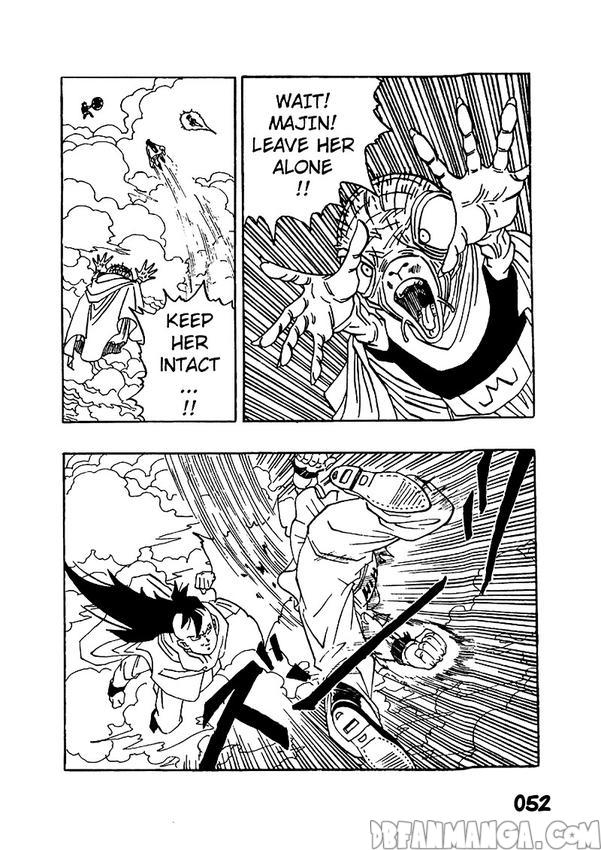 WAIT!
MAJIN!
LEAVE HER
ALONE
!!
KEEP
HER
INTACT
...
!!
052
DBFANMANGA.COM